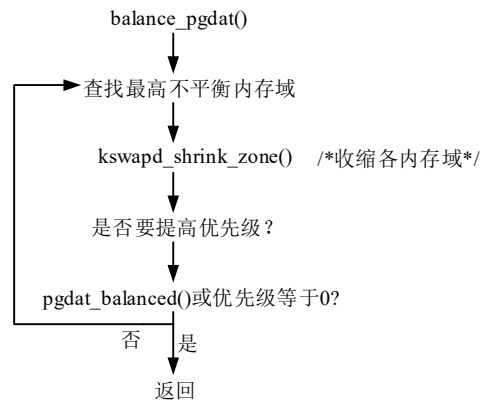 balance_pgdat()
查找最高不平衡内存域
kswapd_shrink_zone() /*收缩各内存域*/
是否要提高优先级？
pgdat_balanced()或优先级等于0?
否 是
返回